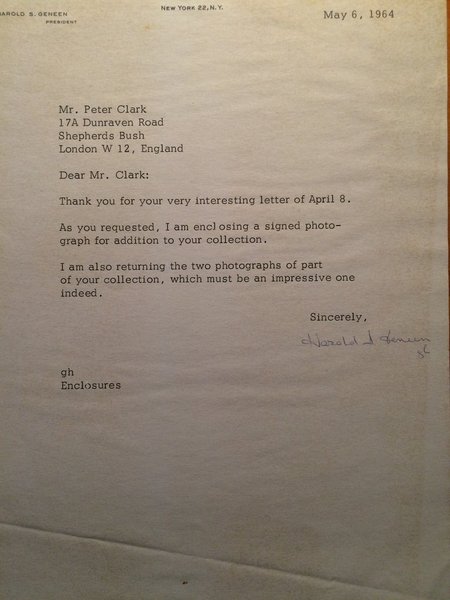 HAROLD S. GENEEN
PRESIDENT
NEW YORK 22, N.Y.
May 6, 1964
Mr. Peter Clark
17A Dunraven Road
Shepherds Bush
London W 12, England
Dear Mr. Clark:
Thank you for your very interesting letter of April 8.
As you requested, I am enclosing a signed photo-
graph for addition to your collection.
I am also returning the two photographs of part
of your collection, which must be an impressive one
indeed.
Sincerely,
Harold S Geneen
gh
gh
Enclosures